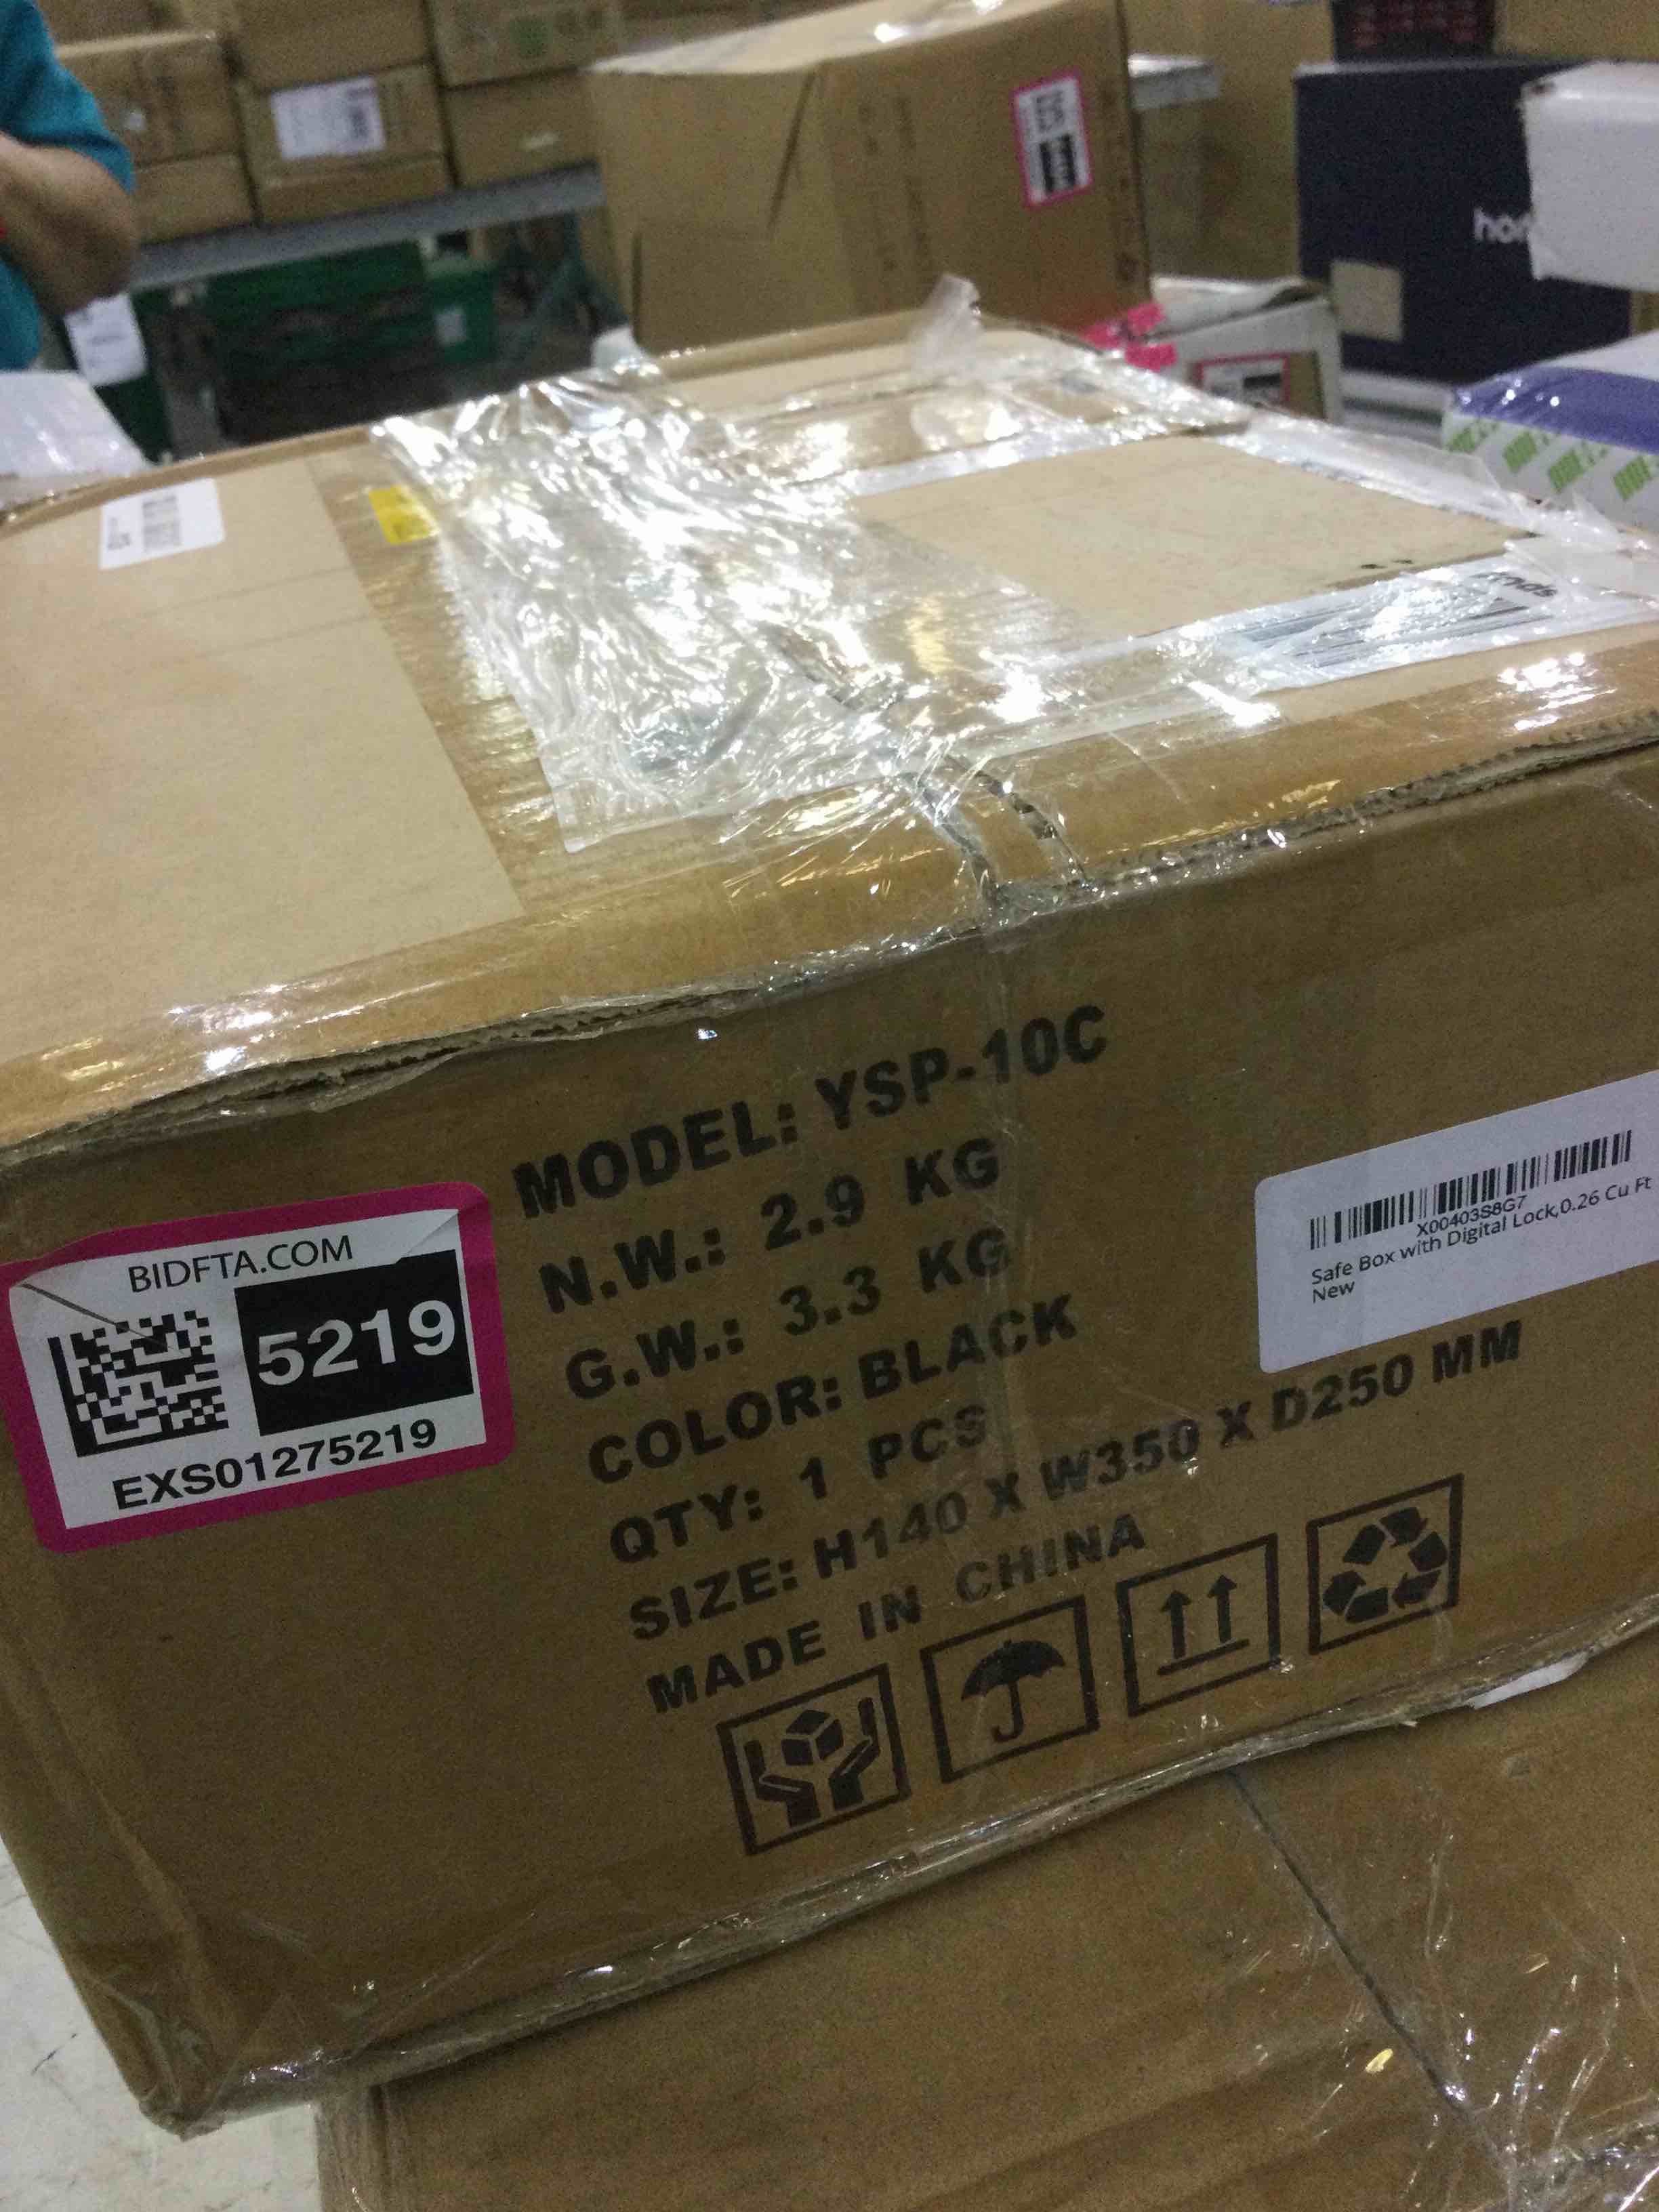 BIDFTA.COM
5219
EXS01275219
MODEL: YSP-10C
N.W.: 2.9 KG
G.W.: 3.3 KG
COLOR: BLACK
QTY: 1 PCS
SIZE: H140 X W350 X D250 MM
MADE IN CHINA
X00403S8G7
Safe Box with Digital Lock,0.26 Cu Ft
New